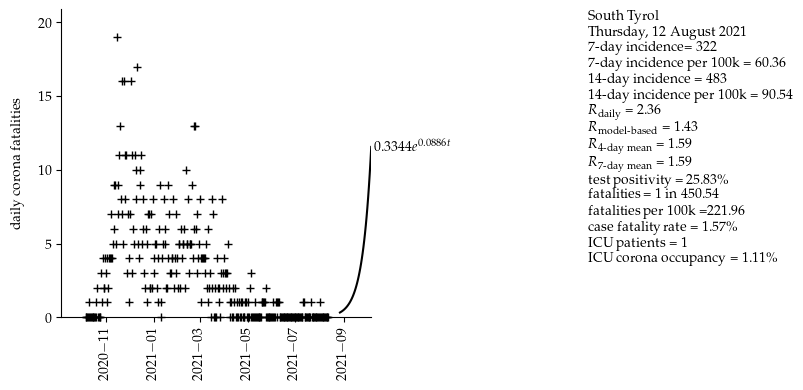 20
15
10
5
0
daily corona fatalities
2020−11
2021−01
2021−03
2021−05
2021−07
2021−09
0.3344e^0.0886t
South Tyrol
Thursday, 12 August 2021
7-day incidence= 322
7-day incidence per 100k = 60.36
14-day incidence = 483
14-day incidence per 100k = 90.54
R_daily = 2.36
R_model-based = 1.43
R_4-day mean = 1.59
R_7-day mean = 1.59
test positivity = 25.83%
fatalities = 1 in 450.54
fatalities per 100k =221.96
case fatality rate = 1.57%
ICU patients = 1
ICU corona occupancy = 1.11%